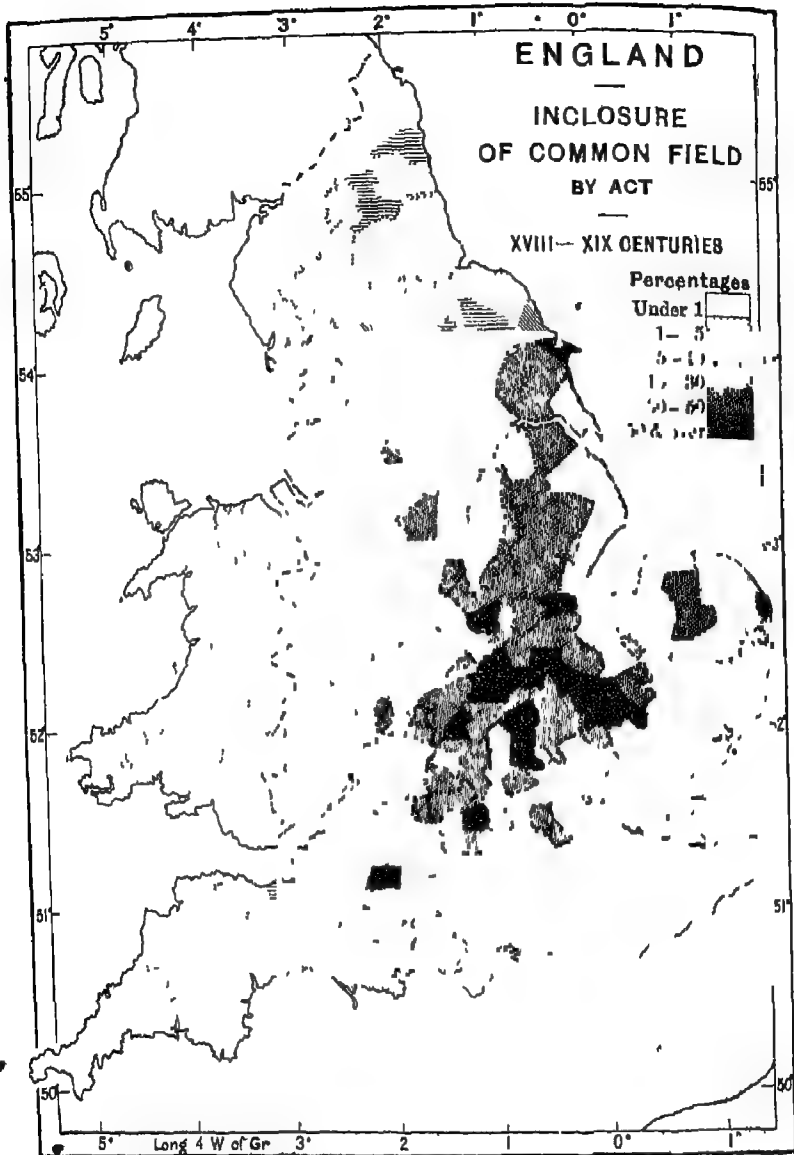 5° 4° 3° 2° 1° 0° 1°
ENGLAND
INCLOSURE
OF COMMON FIELD
BY ACT
XVIII — XIX CENTURIES
55° 55°
Percentages
Under 1
1 – 5
54
53
52
51° 51°
50° 50°
5° Long 4 W of Gr 3° 2 1 0° 1°